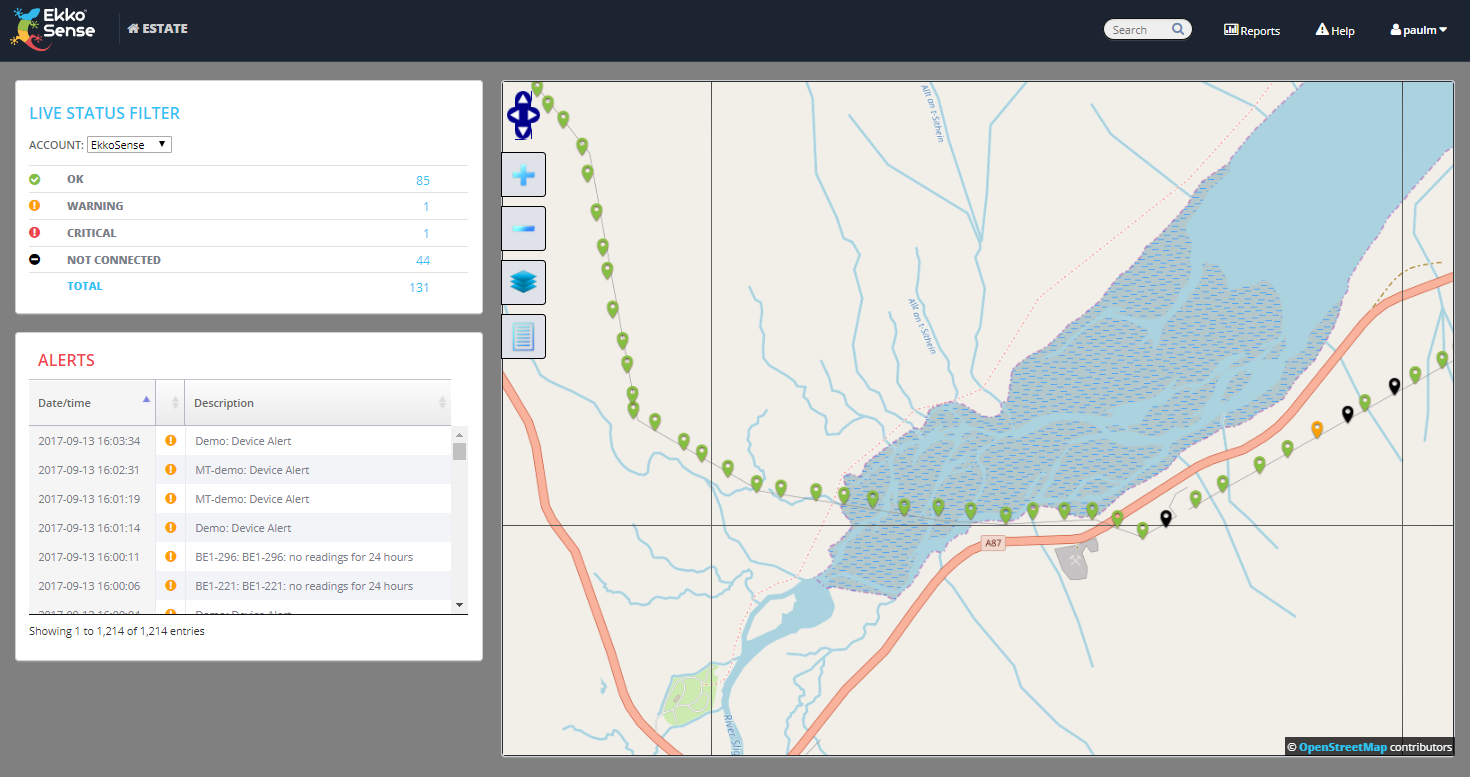 Ekko
Sense
ESTATE
Search
Reports
Help
paulm
LIVE STATUS FILTER
ACCOUNT: EkkoSense
OK 85
WARNING 1
CRITICAL 1
NOT CONNECTED 44
TOTAL 131
ALERTS
Date/time Description
2017-09-13 16:03:34 Demo: Device Alert
2017-09-13 16:02:31 MT-demo: Device Alert
2017-09-13 16:01:19 MT-demo: Device Alert
2017-09-13 16:01:14 Demo: Device Alert
2017-09-13 16:00:11 BE1-296: BE1-296: no readings for 24 hours
2017-09-13 16:00:06 BE1-221: BE1-221: no readings for 24 hours
Showing 1 to 1,214 of 1,214 entries
Allt an t-Sithein
Allt an t-Sithein
A87
River
© OpenStreetMap contributors